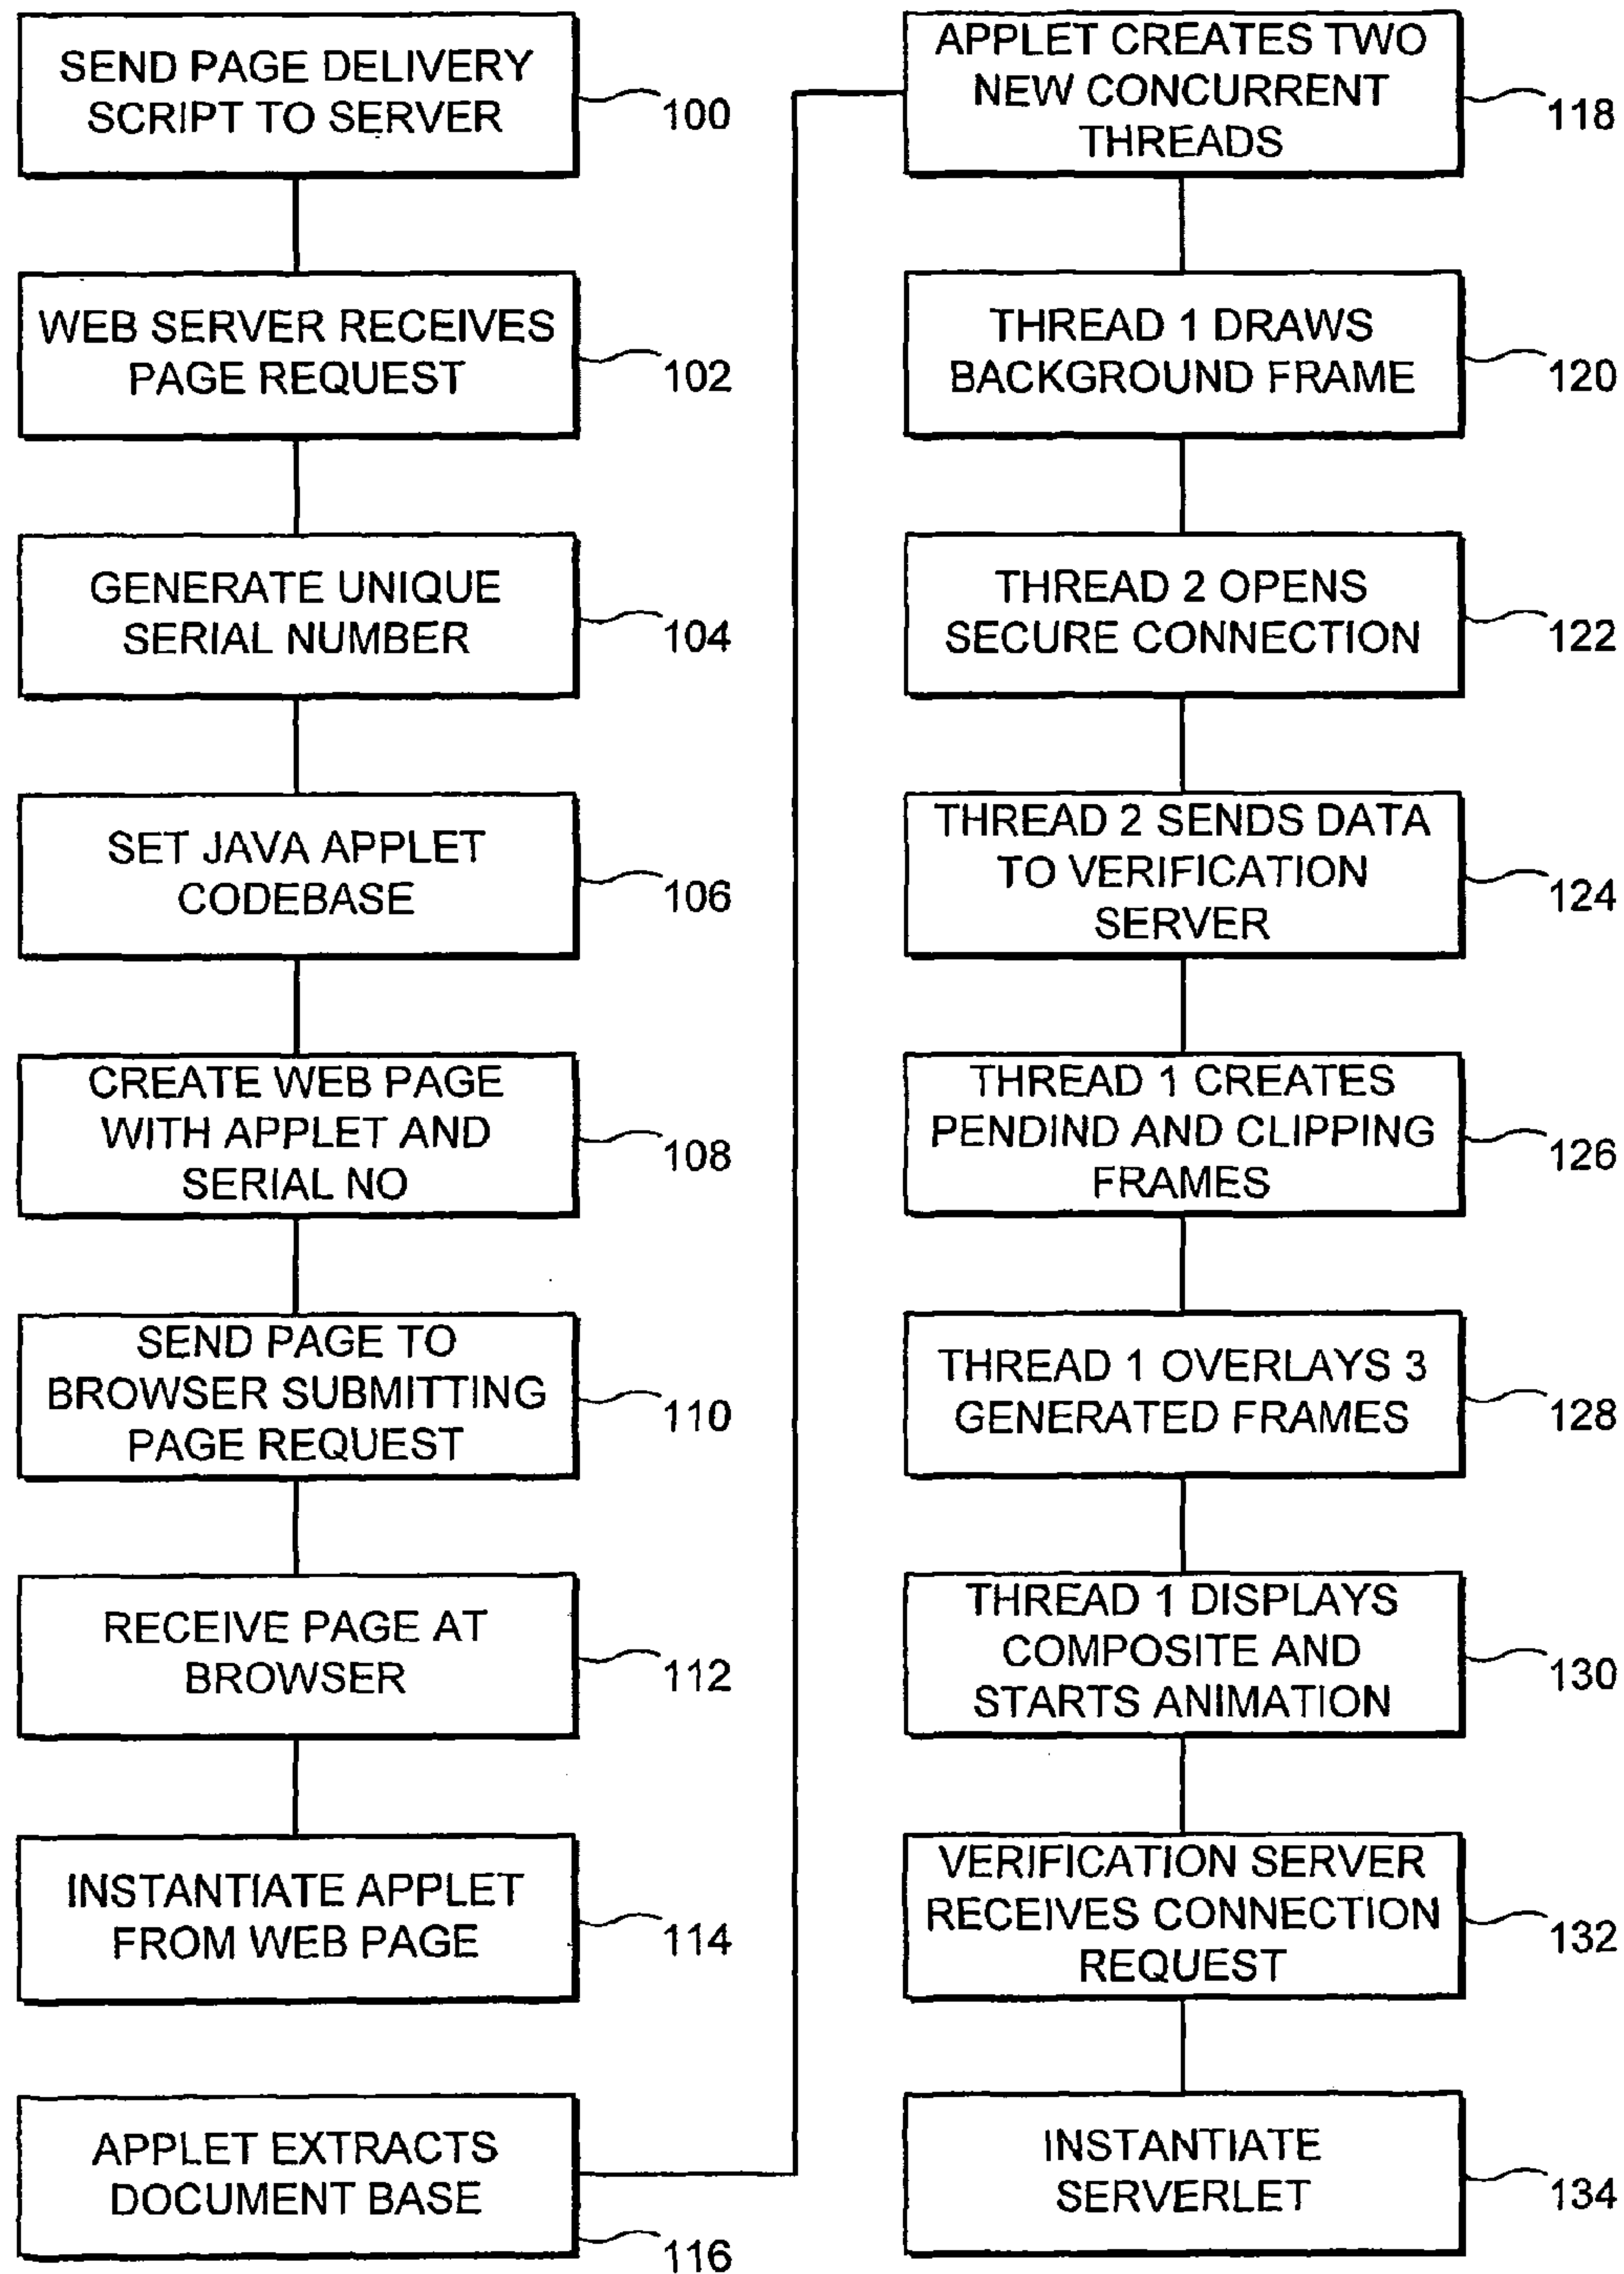 SEND PAGE DELIVERY
SCRIPT TO SERVER
100
WEB SERVER RECEIVES
PAGE REQUEST
102
GENERATE UNIQUE
SERIAL NUMBER
104
SET JAVA APPLET
CODEBASE
106
CREATE WEB PAGE
WITH APPLET AND
SERIAL NO
108
SEND PAGE TO
BROWSER SUBMITTING
PAGE REQUEST
110
RECEIVE PAGE AT
BROWSER
112
INSTANTIATE APPLET
FROM WEB PAGE
114
APPLET EXTRACTS
DOCUMENT BASE
116
APPLET CREATES TWO
NEW CONCURRENT
THREADS
118
THREAD 1 DRAWS
BACKGROUND FRAME
120
THREAD 2 OPENS
SECURE CONNECTION
122
THREAD 2 SENDS DATA
TO VERIFICATION
SERVER
124
THREAD 1 CREATES
PENDIND AND CLIPPING
FRAMES
126
THREAD 1 OVERLAYS 3
GENERATED FRAMES
128
THREAD 1 DISPLAYS
COMPOSITE AND
STARTS ANIMATION
130
VERIFICATION SERVER
RECEIVES CONNECTION
REQUEST
132
INSTANTIATE
SERVERLET
134